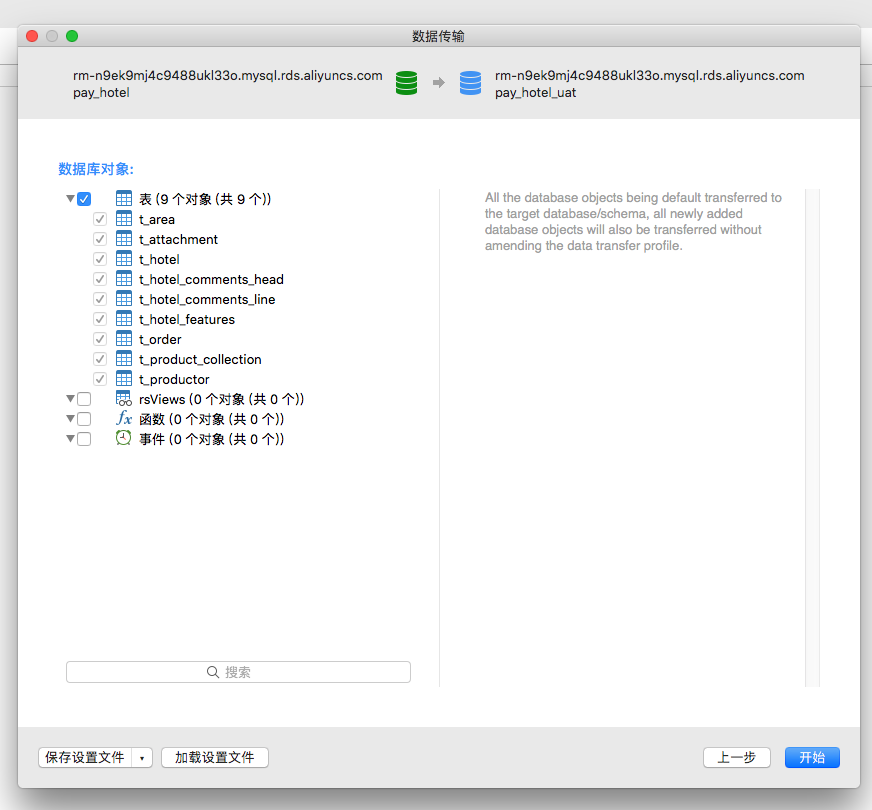 数据传输
rm-n9ek9mj4c9488ukl33o.mysql.rds.aliyuncs.com
pay_hotel
rm-n9ek9mj4c9488ukl33o.mysql.rds.aliyuncs.com
pay_hotel_uat
数据库对象:
表 (9 个对象 (共 9 个))
t_area
t_attachment
t_hotel
t_hotel_comments_head
t_hotel_comments_line
t_hotel_features
t_order
t_product_collection
t_productor
rsViews (0 个对象 (共 0 个))
fx 函数 (0 个对象 (共 0 个))
事件 (0 个对象 (共 0 个))
All the database objects being default transferred to
the target database/schema, all newly added
database objects will also be transferred without
amending the data transfer profile.
搜索
保存设置文件
加载设置文件
上一步
开始